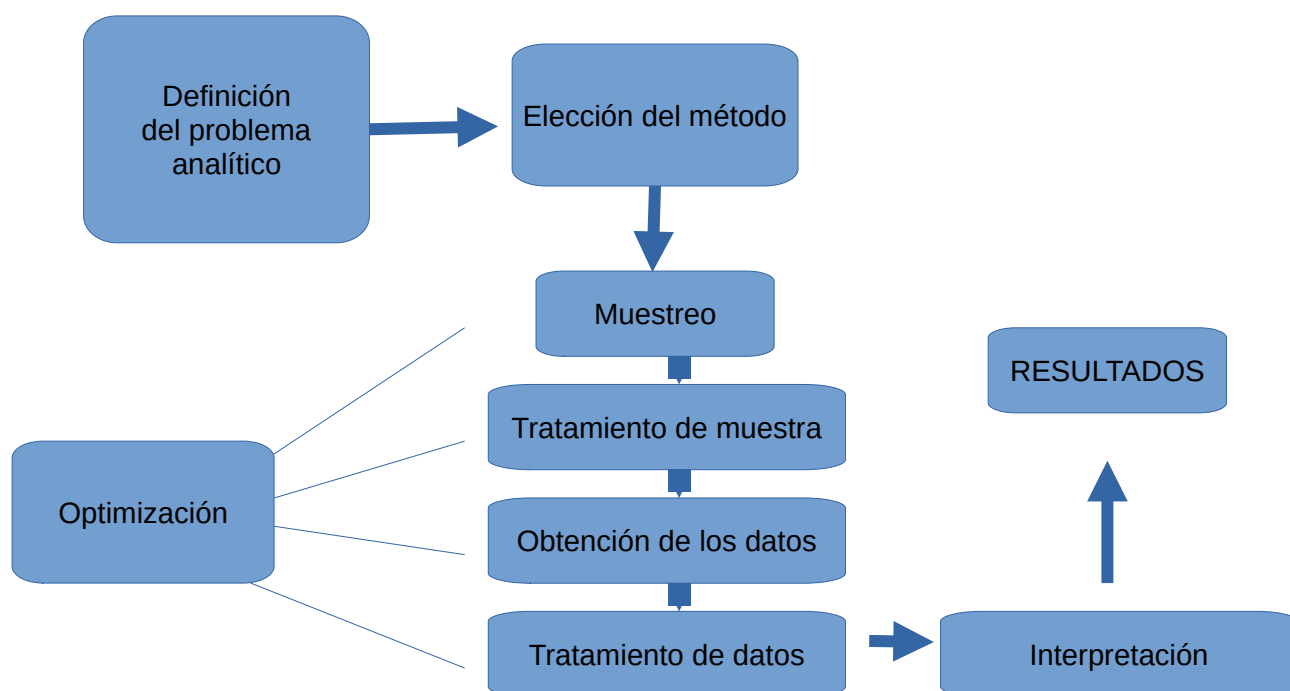 Definición
del problema
analítico
Elección del método
Muestreo
Tratamiento de muestra
Obtención de los datos
Tratamiento de datos
Optimización
RESULTADOS
Interpretación